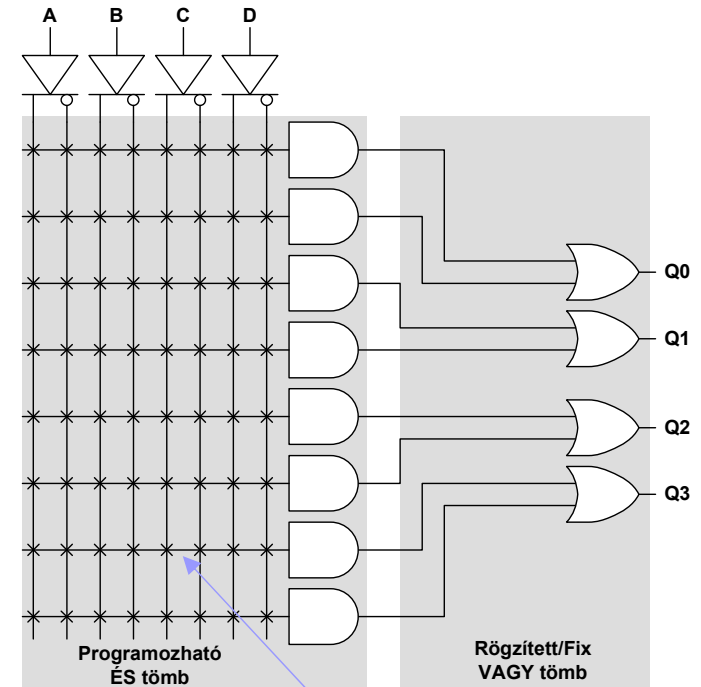 A B C D
Q0
Q1
Q2
Q3
Programozható
ÉS tömb
Rögzített/Fix
VAGY tömb